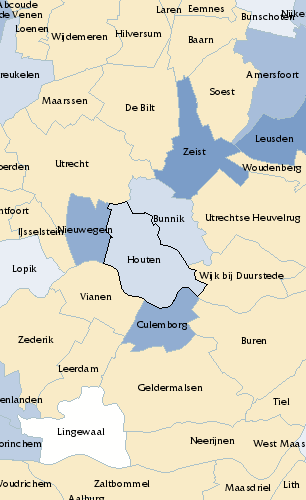 Abcoude
Laren
Eemnes
Nijke
de Venen
Bunschoten
Loenen
Wijdemeren
Hilversum
Baarn
reukelen
Amersfoort
Maarssen
De Bilt
Soest
Leusden
Zeist
oerden
Utrecht
Woudenberg
ntfoort
Bunnik
Utrechtse Heuvelrug
IJsselstein
Nieuwegein
Lopik
Houten
Wijk bij Duurstede
Vianen
Culemborg
Zederik
Buren
Leerdam
Geldermalsen
enlanden
Tiel
Lingewaal
orinchem
Neerijnen
West Maas
Woudrichem
Zaltbommel
Maasdriel
Lith
Aalburg